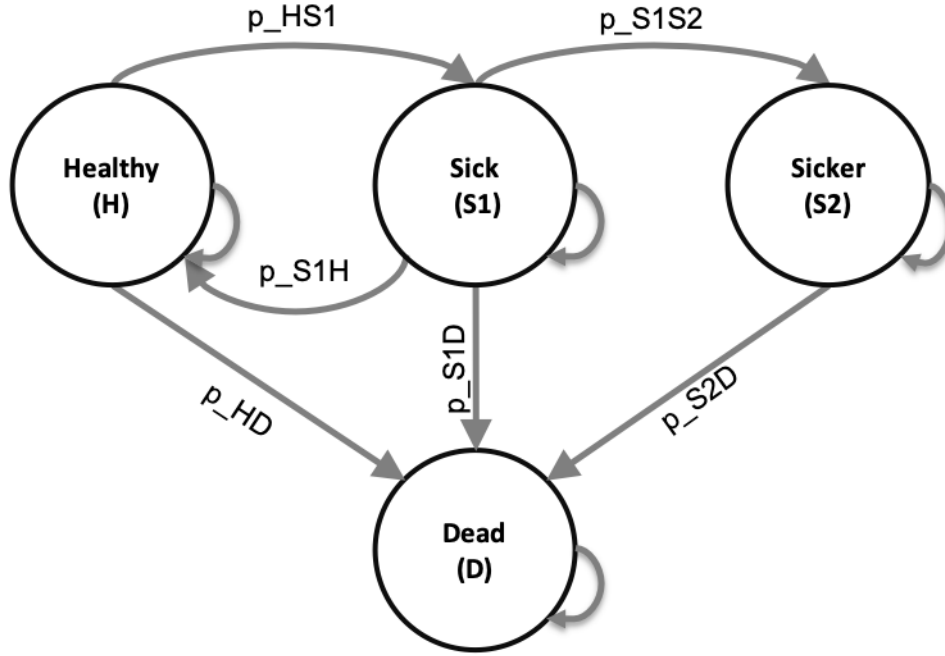 p_HS1
p_S1S2
Healthy
(H)
Sick
(S1)
Sicker
(S2)
p_S1H
p_HD
p_S1D
p_S2D
Dead
(D)